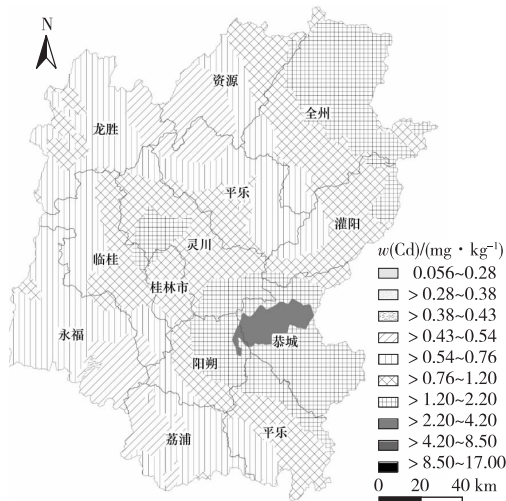 N
资源
全州
龙胜
平乐
灌阳
灵川
临桂
桂林市
永福
恭城
阳朔
荔浦
平乐
w(Cd)/(mg·kg⁻¹)
0.056~0.28
>0.28~0.38
>0.38~0.43
>0.43~0.54
>0.54~0.76
>0.76~1.20
>1.20~2.20
>2.20~4.20
>4.20~8.50
>8.50~17.00
0 20 40 km